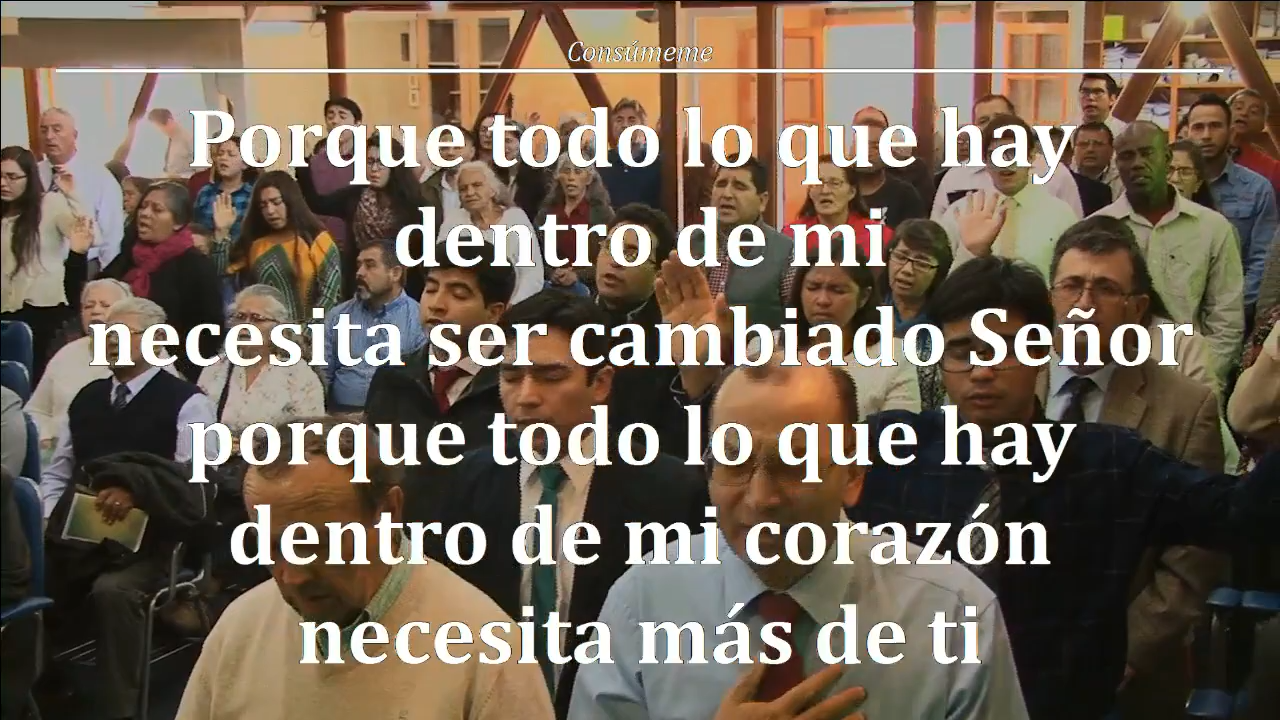 Consúmeme
Porque todo lo que hay
dentro de mi
necesita ser cambiado Señor
porque todo lo que hay
dentro de mi corazón
necesita más de ti